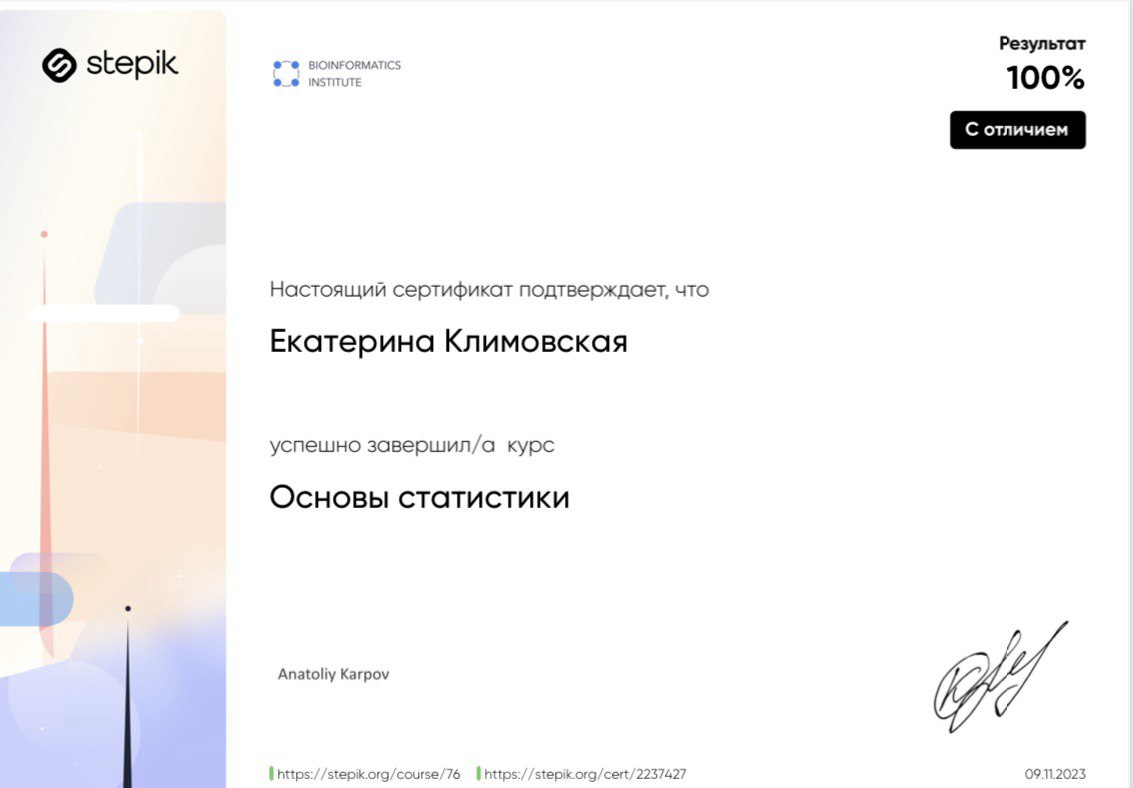 stepik
BIOINFORMATICS
INSTITUTE
Результат
100%
С отличием
Настоящий сертификат подтверждает, что
Екатерина Климовская
успешно завершил/а курс
Основы статистики
Anatoliy Karpov
https://stepik.org/course/76 https://stepik.org/cert/2237427
09.11.2023